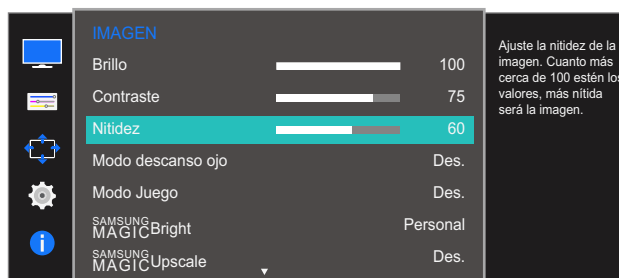 IMAGEN
Brillo 100
Contraste 75
Nitidez 60
Modo descanso ojo Des.
Modo Juego Des.
SAMSUNG MAGIC Bright Personal
SAMSUNG MAGIC Upscale Des.
Ajuste la nitidez de la
imagen. Cuanto más
cerca de 100 estén los
valores, más nítida
será la imagen.